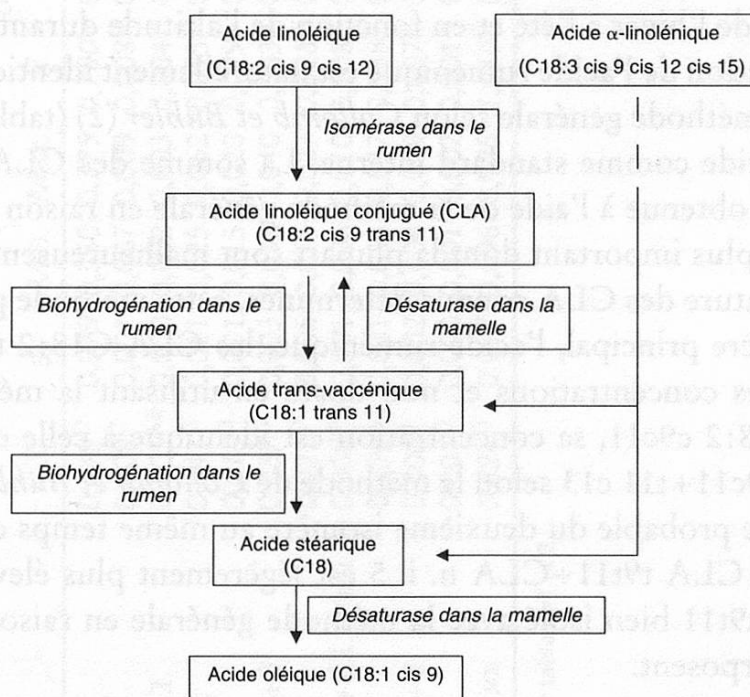 Acide linoléique
(C18:2 cis 9 cis 12)
Acide α-linolénique
(C18:3 cis 9 cis 12 cis 15)
Isomérase dans le
rumen
Acide linoléique conjugué (CLA)
(C18:2 cis 9 trans 11)
Biohydrogénation dans le
rumen
Désaturase dans la
mamelle
Acide trans-vaccénique
(C18:1 trans 11)
Biohydrogénation dans le
rumen
Acide stéarique
(C18)
Désaturase dans la mamelle
Acide oléique (C18:1 cis 9)